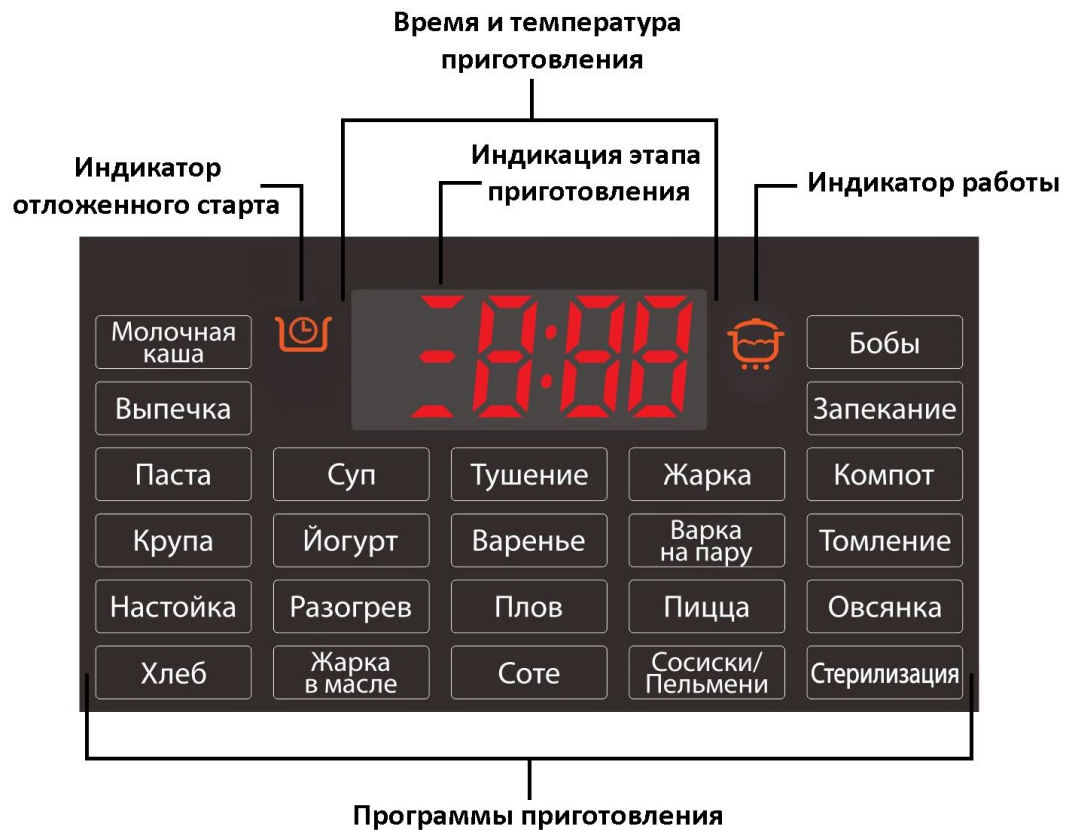 Время и температура
приготовления
Индикация этапа
приготовления
Индикатор
отложенного старта
Индикатор работы
8:88
Молочная
каша
Бобы
Выпечка
Запекание
Паста
Суп
Тушение
Жарка
Компот
Крупа
Йогурт
Варенье
Варка
на пару
Томление
Настойка
Разогрев
Плов
Пицца
Овсянка
Хлеб
Жарка
в масле
Соте
Сосиски/
Пельмени
Стерилизация
Программы приготовления